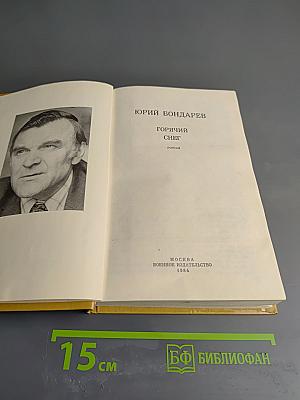 ЮРИЙ БОНДАРЕВ
ГОРЯЧИЙ
СНЕГ
РОМАН
МОСКВА
ВОЕННОЕ ИЗДАТЕЛЬСТВО
1984
15 см
БФ БИБЛИОФАН